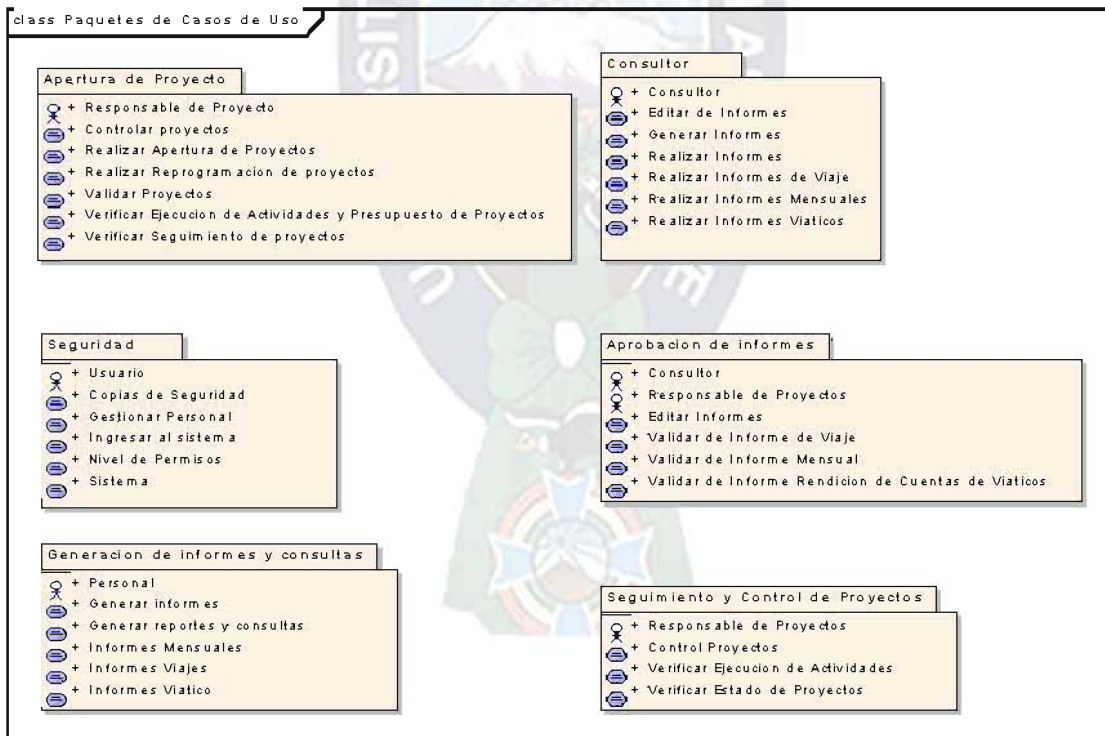 class Paquetes de Casos de Uso
Apertura de Proyecto
+ Responsable de Proyecto
+ Controlar proyectos
+ Realizar Apertura de Proyectos
+ Realizar Reprogramacion de proyectos
+ Validar Proyectos
+ Verificar Ejecucion de Actividades y Presupuesto de Proyectos
+ Verificar Seguimiento de proyectos
Consultor
+ Consultor
+ Editar de Informes
+ Generar Informes
+ Realizar Informes
+ Realizar Informes de Viaje
+ Realizar Informes Mensuales
+ Realizar Informes Viaticos
Seguridad
+ Usuario
+ Copias de Seguridad
+ Gestionar Personal
+ Ingresar al sistema
+ Nivel de Permisos
+ Sistema
Aprobacion de informes
+ Consultor
+ Responsable de Proyectos
+ Editar Informes
+ Validar de Informe de Viaje
+ Validar de Informe Mensual
+ Validar de Informe Rendicion de Cuentas de Viaticos
Generacion de informes y consultas
+ Personal
+ Generar informes
+ Generar reportes y consultas
+ Informes Mensuales
+ Informes Viajes
+ Informes Viatico
Seguimiento y Control de Proyectos
+ Responsable de Proyectos
+ Control Proyectos
+ Verificar Ejecucion de Actividades
+ Verificar Estado de Proyectos